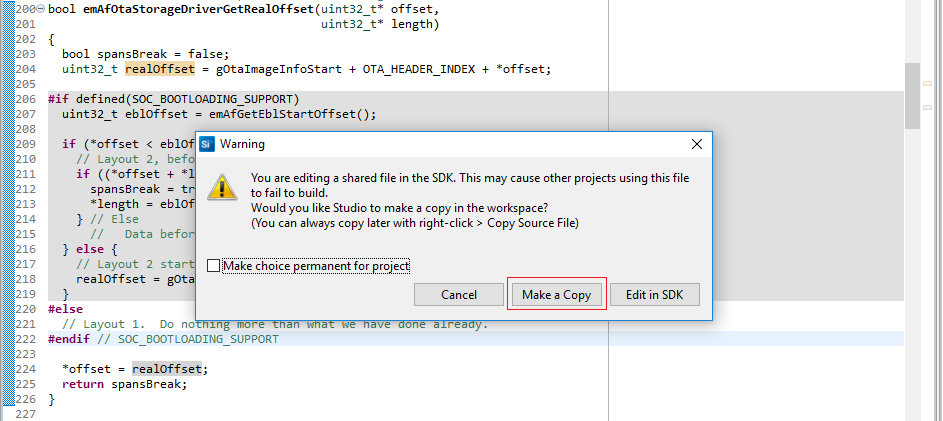 200 bool emAfOtaStorageDriverGetRealOffset(uint32_t* offset,
201                                        uint32_t* length)
202 {
203   bool spansBreak = false;
204   uint32_t realOffset = gOtaImageInfoStart + OTA_HEADER_INDEX + *offset;
205
206 #if defined(SOC_BOOTLOADING_SUPPORT)
207   uint32_t eblOffset = emAfGetEblStartOffset();
208
209   if (*offset < eblOf
210     // Layout 2, befo
211     if ((*offset + *l
212       spansBreak = tr
213       *length = eblOf
214     } // Else
215       //   Data befor
216   } else {
217     // Layout 2 start
218     realOffset = gOta
219   }
220 #else
221   // Layout 1.  Do nothing more than what we have done already.
222 #endif // SOC_BOOTLOADING_SUPPORT
223
224   *offset = realOffset;
225   return spansBreak;
226 }
227
Si Warning
You are editing a shared file in the SDK. This may cause other projects using this file
to fail to build.
Would you like Studio to make a copy in the workspace?
(You can always copy later with right-click > Copy Source File)
Make choice permanent for project
Cancel Make a Copy Edit in SDK